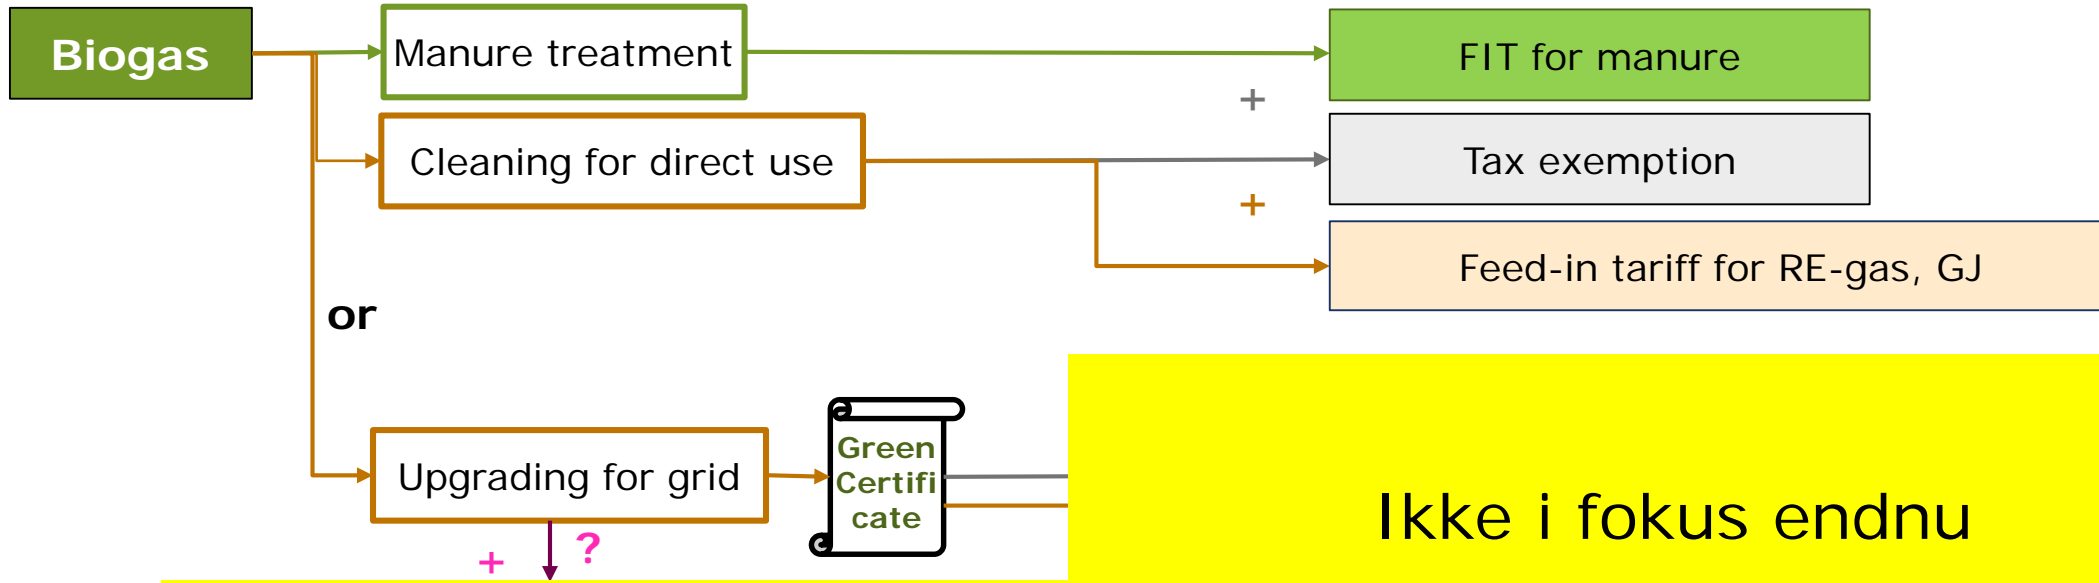 Biogas
Manure treatment
FIT for manure
+
Cleaning for direct use
Tax exemption
+
Feed-in tariff for RE-gas, GJ
or
Upgrading for grid
Green
Certifi
cate
Ikke i fokus endnu
+ ?